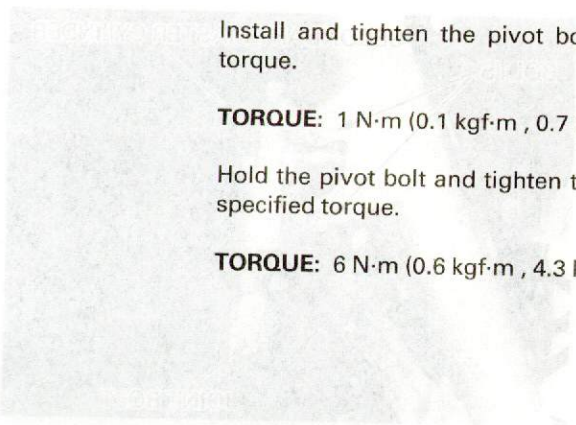 Install and tighten the pivot
torque.
TORQUE: 1 N·m (0.1 kgf·m , 0.7
Hold the pivot bolt and tighten
specified torque.
TORQUE: 6 N·m (0.6 kgf·m , 4.3